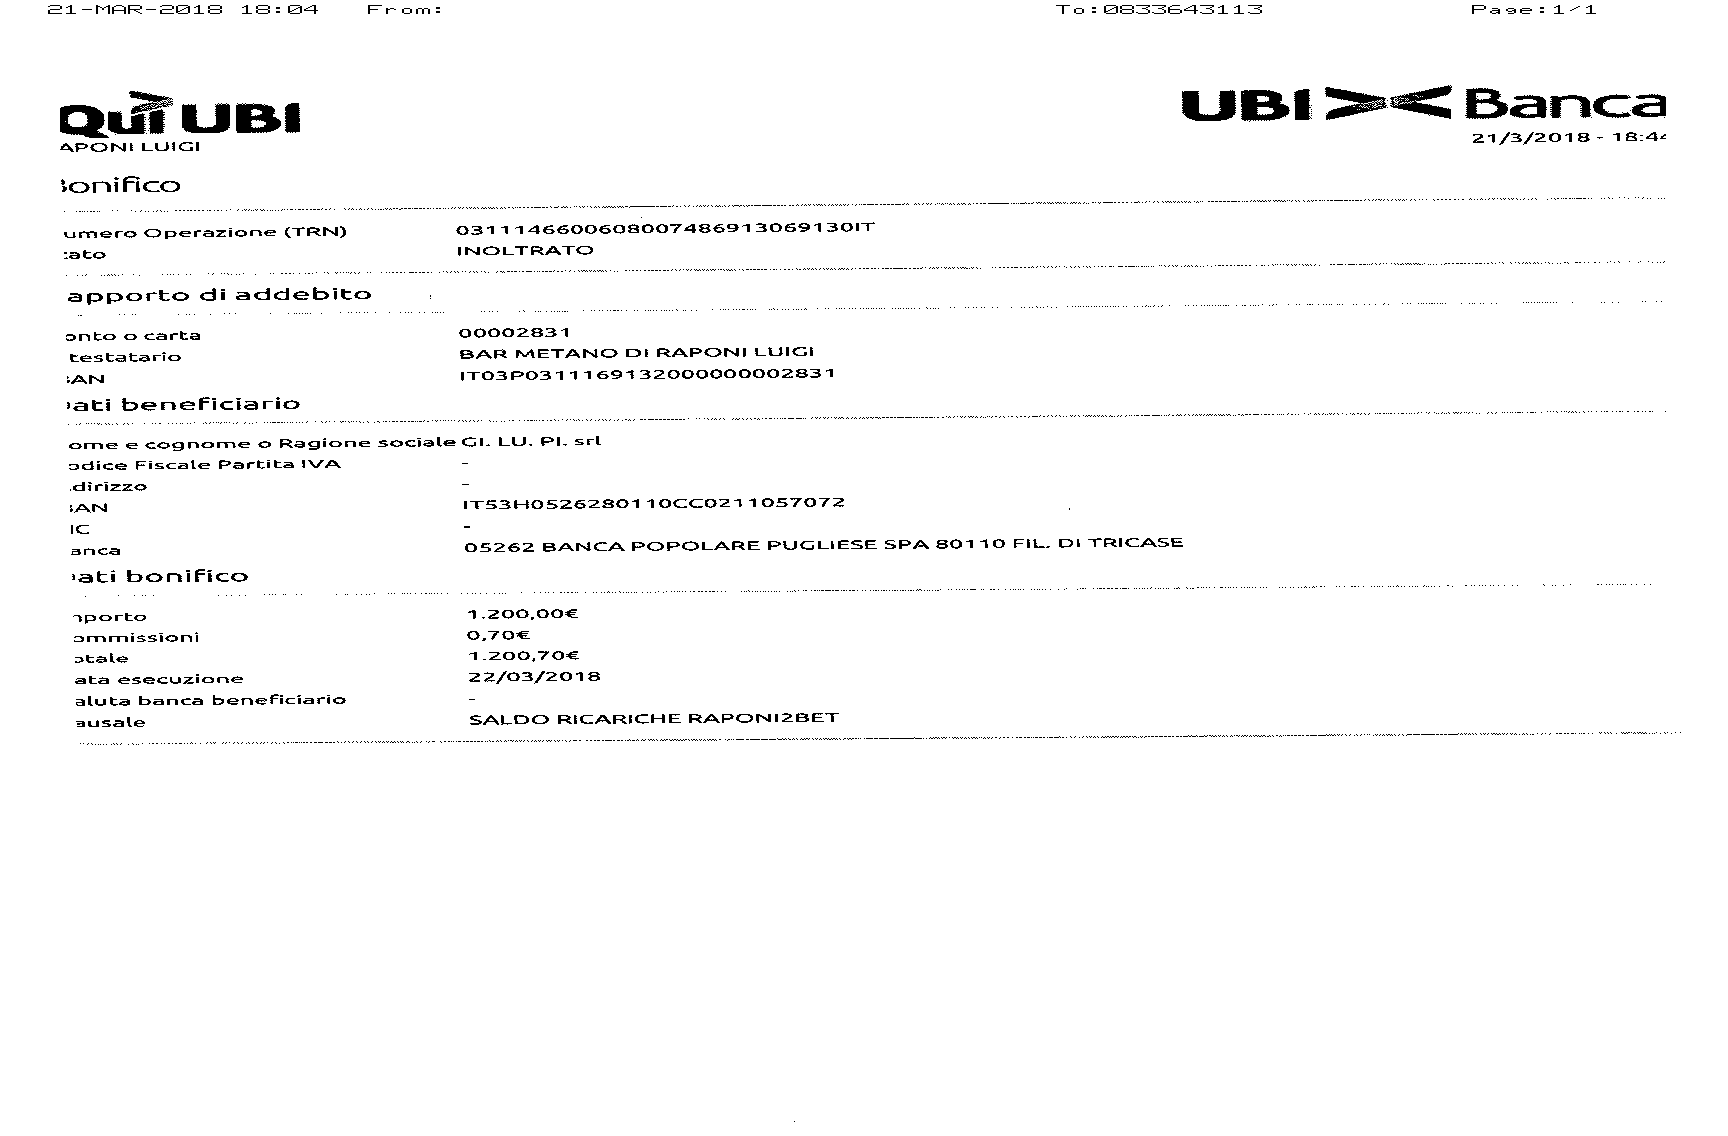 21-MAR-2018 18:04 From: To:0833643113 Page:1/1
Qui UBI UBI >< Banca
APONI LUIGI 21/3/2018 - 18:44
onifico
umero Operazione (TRN) 0311146600608007486913069130IT
ato INOLTRATO
apporto di addebito
onto o carta 00002831
testatario BAR METANO DI RAPONI LUIGI
AN IT03P0311169132000000002831
ati beneficiario
ome e cognome o Ragione sociale GI. LU. PI. srl
odice Fiscale Partita IVA -
dirizzo -
AN IT53H0526280110CC0211057072
IC -
anca 05262 BANCA POPOLARE PUGLIESE SPA 80110 FIL. DI TRICASE
ati bonifico
mporto 1.200,00€
ommissioni 0,70€
otale 1.200,70€
ata esecuzione 22/03/2018
aluta banca beneficiario -
ausale SALDO RICARICHE RAPONI2BET